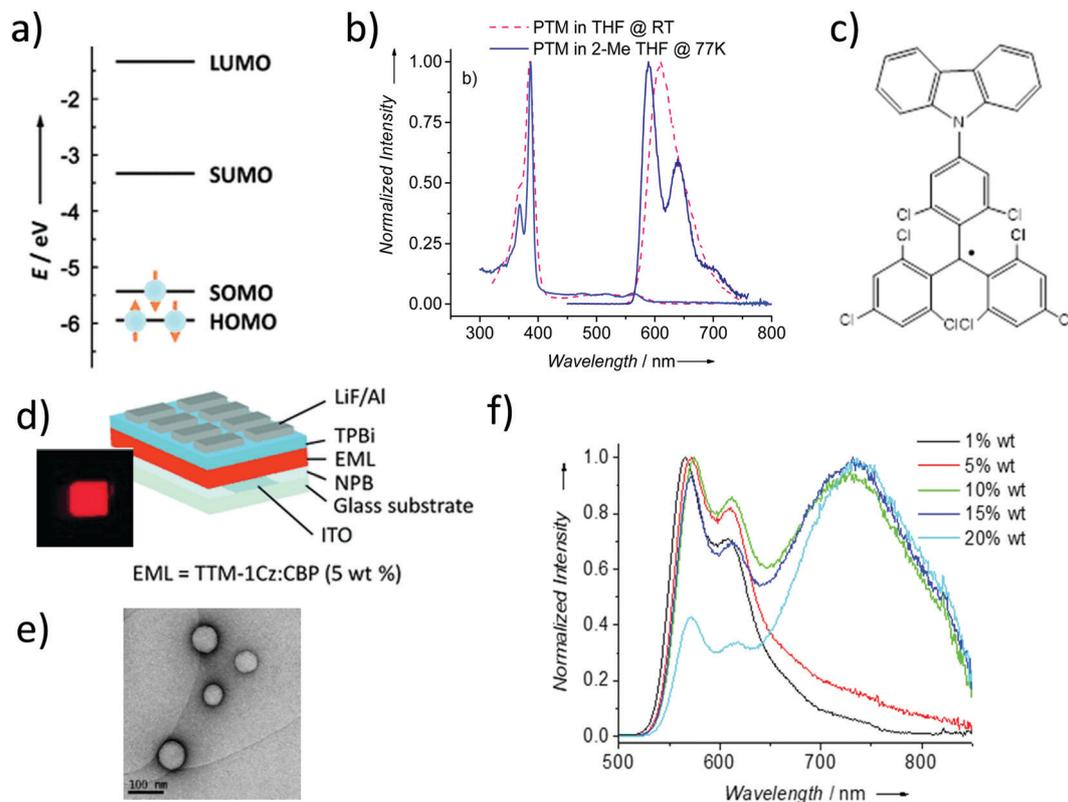 a)
LUMO
-2
-3
SUMO
-4
-5
SOMO
HOMO
-6
E / eV
b)
PTM in THF @ RT
PTM in 2-Me THF @ 77K
b)
1.00
0.75
0.50
0.25
0.00
Normalized Intensity
300 400 500 600 700 800
Wavelength / nm
c)
N
Cl Cl
Cl Cl
Cl ClCl Cl
d)
LiF/Al
TPBi
EML
NPB
Glass substrate
ITO
EML = TTM-1Cz:CBP (5 wt %)
e)
100 nm
f)
1% wt
5% wt
10% wt
15% wt
20% wt
1.0
0.8
0.6
0.4
0.2
0.0
Normalized Intensity
500 600 700 800
Wavelength / nm